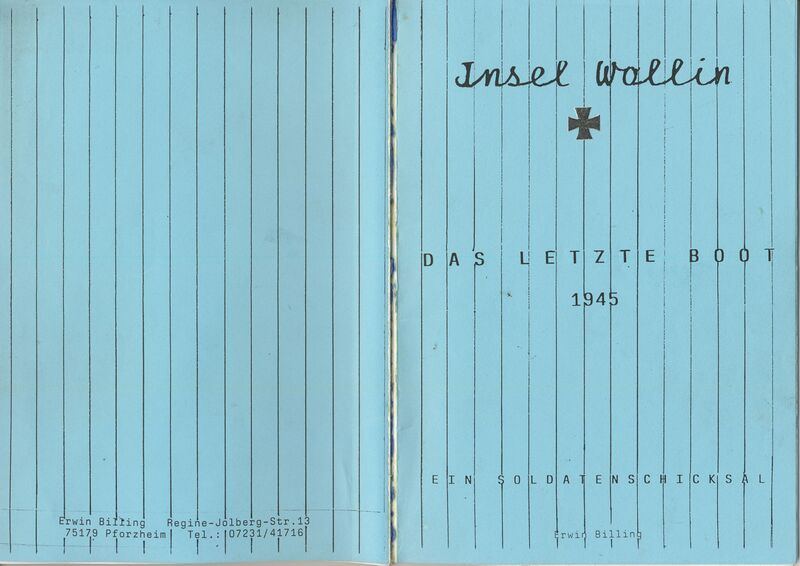 Insel Wollin
DAS LETZTE BOOT
1945
EIN SOLDATENSCHICKSAL
Erwin Billing
Erwin Billing Regine-Jolberg-Str.13
75179 Pforzheim Tel.: 07231/41716